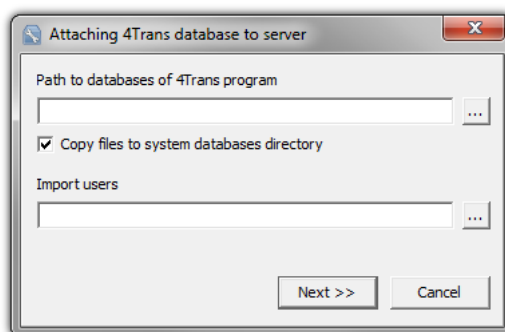 Attaching 4Trans database to server
Path to databases of 4Trans program
...
Copy files to system databases directory
Import users
...
Next >> Cancel